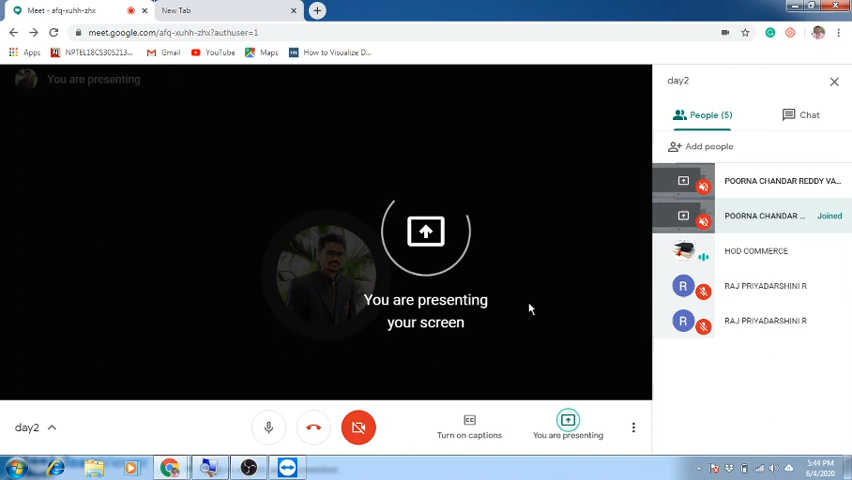 Meet - afq-xuhh-zhx
New Tab
meet.google.com/afq-xuhh-zhx?authuser=1
Apps
NPTEL18CS30S213...
Gmail
YouTube
Maps
How to Visualize D...
You are presenting
day2
People (5)
Chat
Add people
POORNA CHANDAR REDDY VA...
POORNA CHANDAR ...
Joined
HOD COMMERCE
R
RAJ PRIYADARSHINI R
R
RAJ PRIYADARSHINI R
You are presenting
your screen
day2
CC
Turn on captions
You are presenting
5:44 PM
6/4/2020